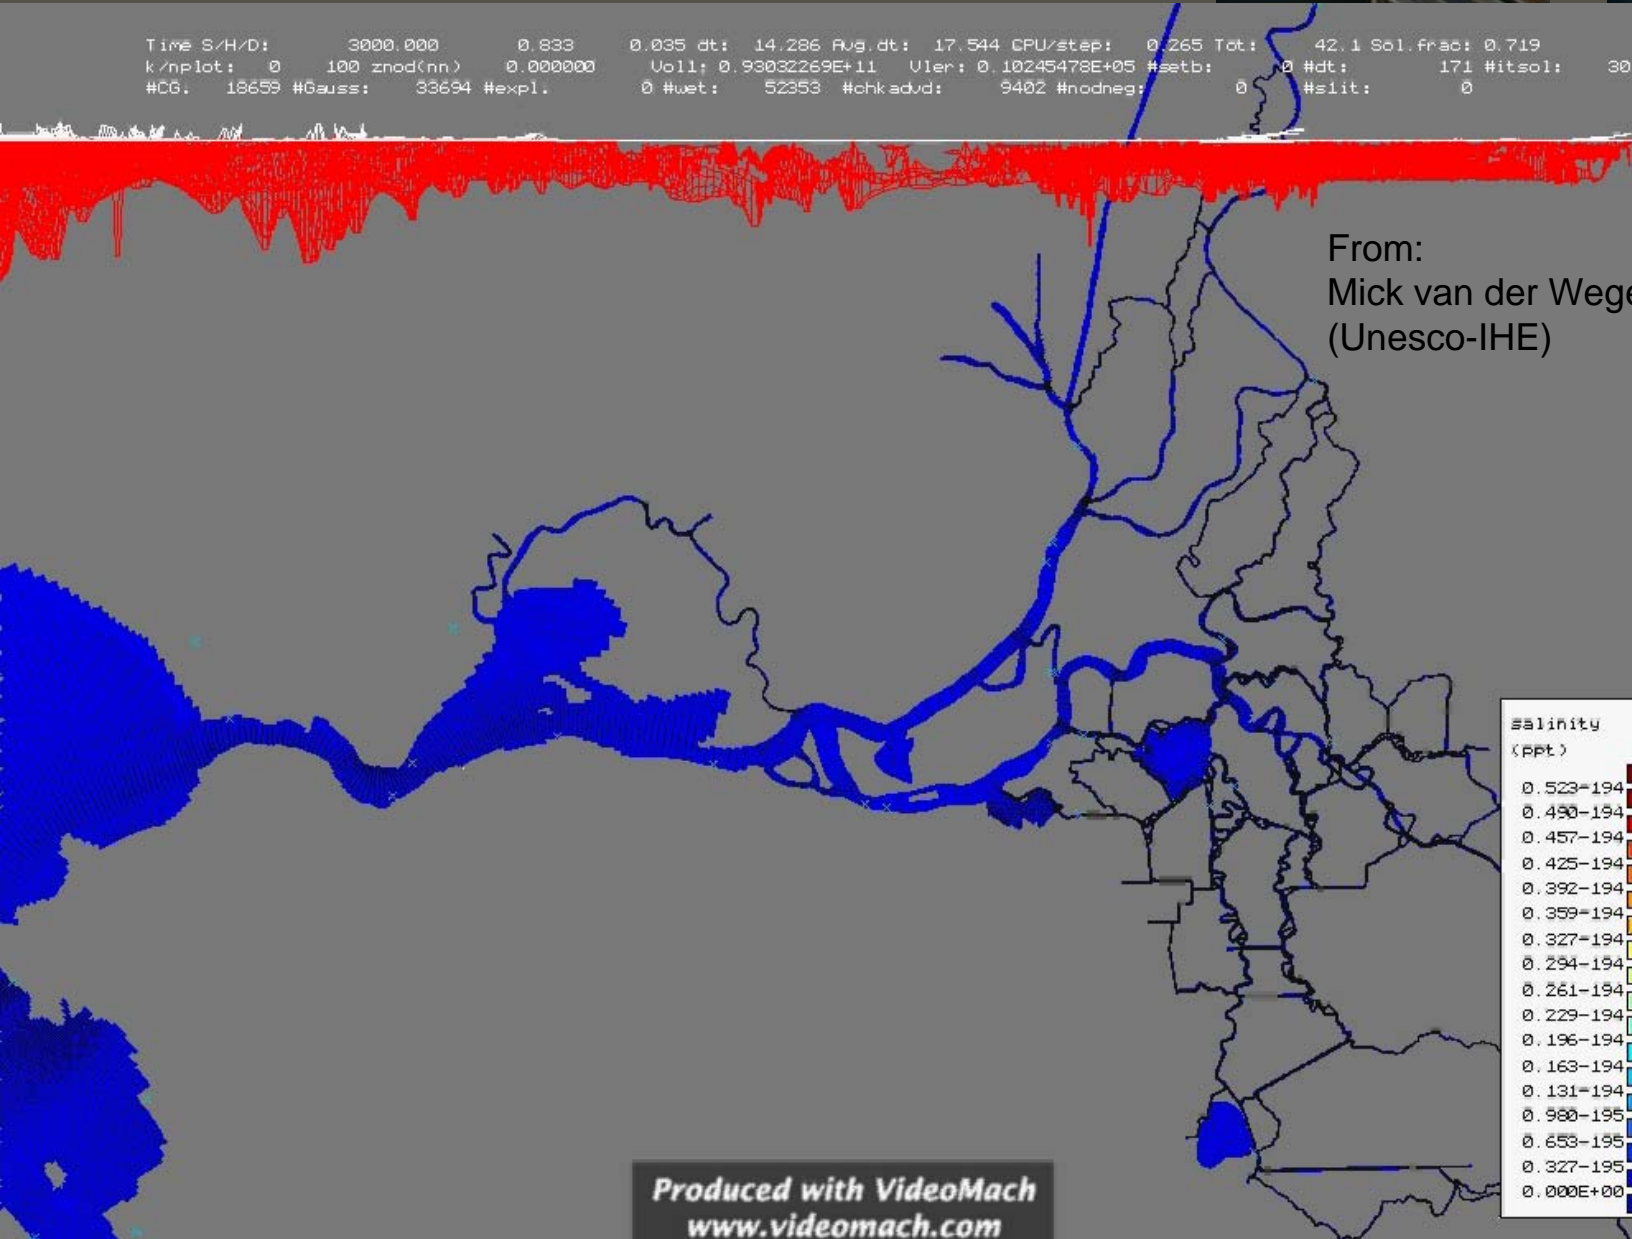 Time S/H/D: 3000.000 0.833 0.035 dt: 14.286 Avg.dt: 17.544 CPU/step: 0.265 Tot: 42.1 Sol.frac: 0.719
k/nplot: 0 100 znod(nn) 0.000000 Vol1: 0.93032269E+11 Vler: 0.10245478E+05 #setb: 0 #dt: 171 #itsol: 30
#CG: 18659 #Gauss: 33694 #expl. 0 #wet: 52353 #chkadvd: 9402 #nodneg: 0 #slit: 0
From:
Mick van der Wege
(Unesco-IHE)
salinity
(ppt)
0.523-194
0.490-194
0.457-194
0.425-194
0.392-194
0.359-194
0.327-194
0.294-194
0.261-194
0.229-194
0.196-194
0.163-194
0.131-194
0.980-195
0.653-195
0.327-195
0.000E+00
Produced with VideoMach
www.videomach.com